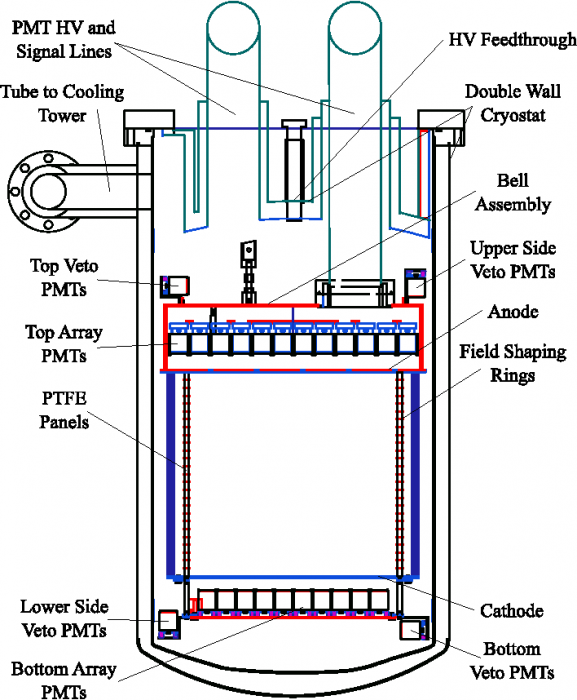 PMT HV and
Signal Lines
HV Feedthrough
Tube to Cooling
Tower
Double Wall
Cryostat
Bell
Assembly
Top Veto
PMTs
Upper Side
Veto PMTs
Anode
Top Array
PMTs
Field Shaping
Rings
PTFE
Panels
Lower Side
Veto PMTs
Cathode
Bottom Array
PMTs
Bottom
Veto PMTs